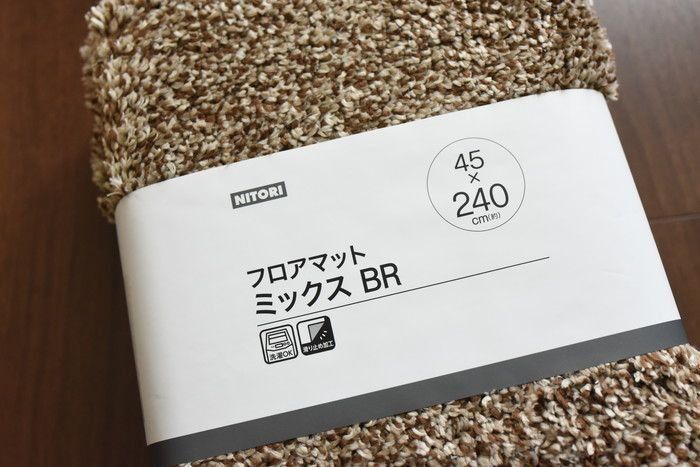 NITORI
45
×
240
cm(約)
フロアマット
ミックス BR
洗濯OK
滑り止め加工